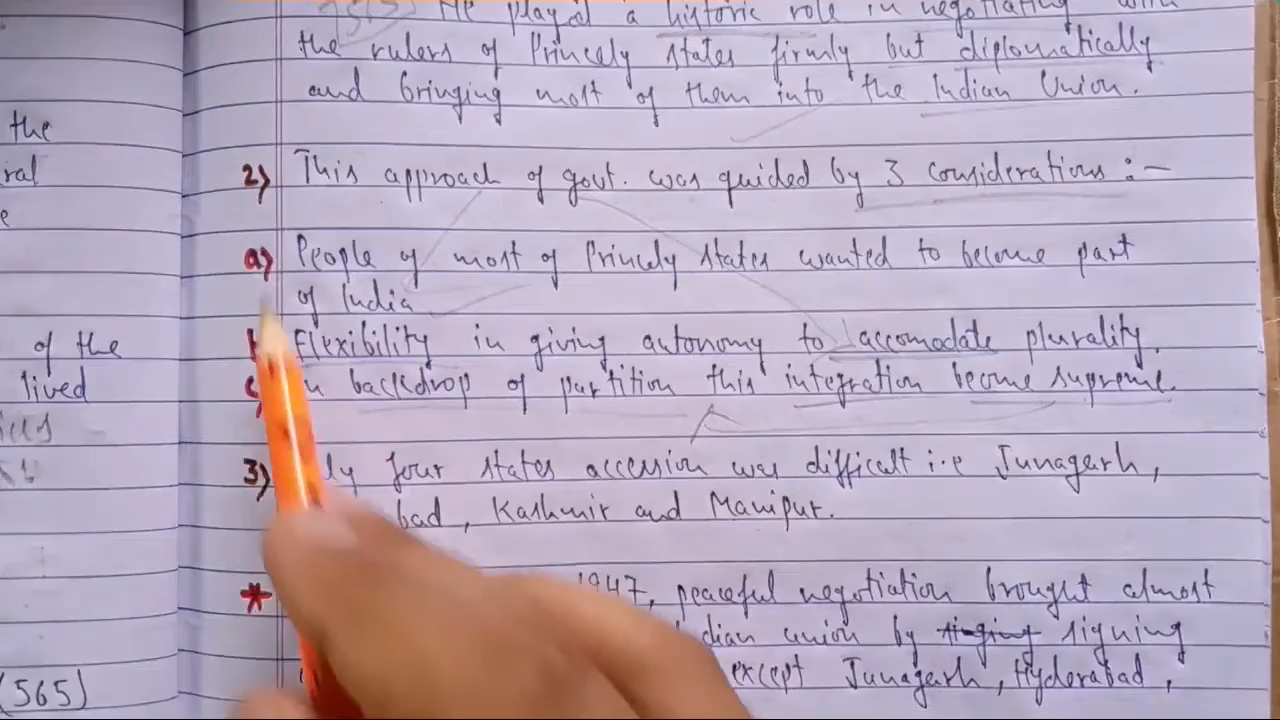 the
ral
e
of the
lived
(565)
He played a historic role in negotiating with
the rulers of Princely states firmly but diplomatically
and bringing most of them into the Indian Union.
2) This approach of govt. was guided by 3 considerations :-
a) People of most of Princely states wanted to become part
of India
Flexibility in giving autonomy to accomodate plurality.
backdrop of partition this integration become supreme.
3) four states accession was difficult i.e Junagarh,
bad, Kashmir and Manipur.
* 1947, peaceful negotiation brought almost
dian union by signing
except Junagarh, Hyderabad,